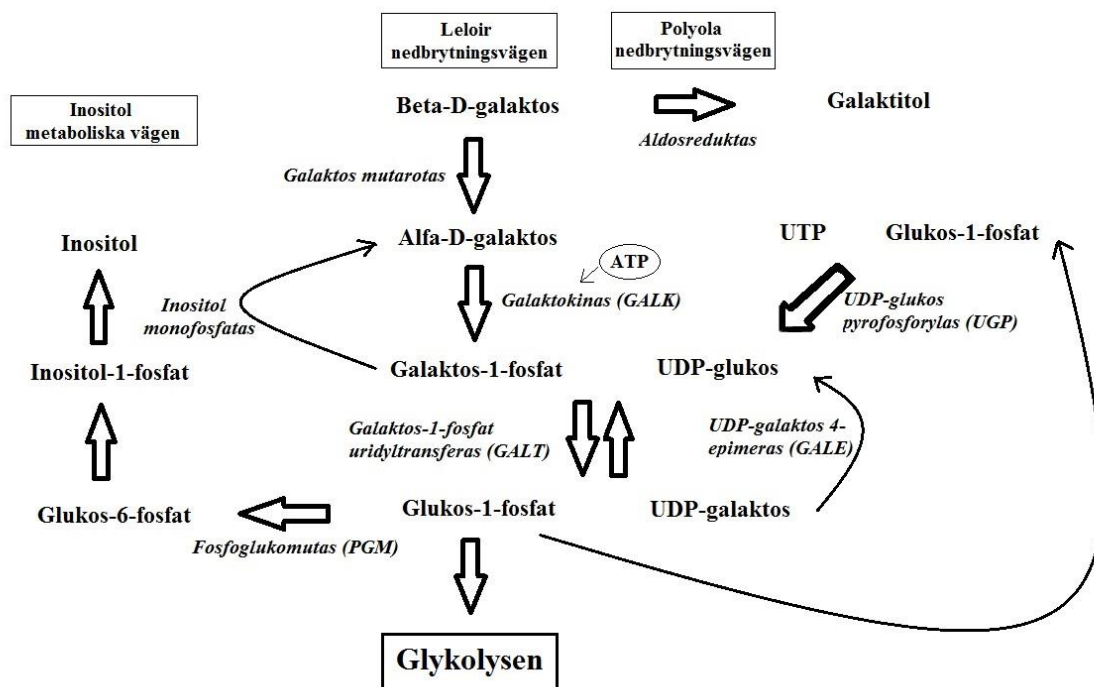 Leloir
nedbrytningsvägen
Polyola
nedbrytningsvägen
Inositol
metaboliska vägen
Beta-D-galaktos
Galaktitol
Aldosreduktas
Galaktos mutarotas
Inositol
Alfa-D-galaktos
UTP
Glukos-1-fosfat
ATP
Galaktokinas (GALK)
Inositol
monofosfatas
UDP-glukos
pyrofosforylas (UGP)
Inositol-1-fosfat
Galaktos-1-fosfat
UDP-glukos
Galaktos-1-fosfat
uridyltransferas (GALT)
UDP-galaktos 4-
epimeras (GALE)
Glukos-6-fosfat
Glukos-1-fosfat
UDP-galaktos
Fosfoglukomutas (PGM)
Glykolysen